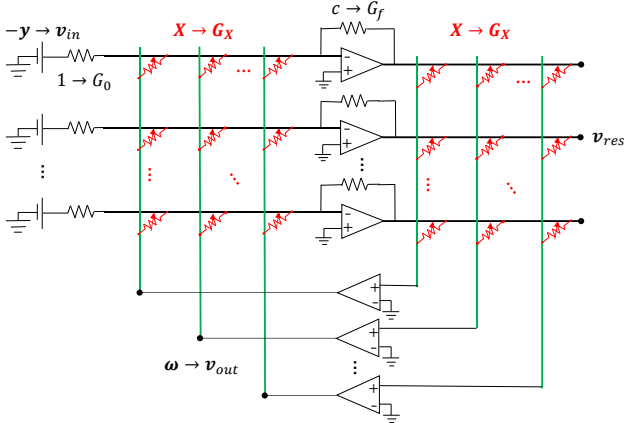 −y → v_in
X → G_X
c → G_f
X → G_X
1 → G_0
...
...
v_res
ω → v_out
− +
− +
− +
+ −
+ −
+ −